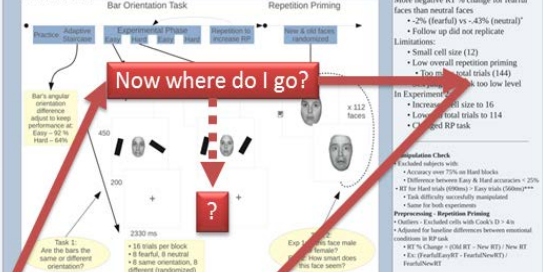 More negative RT % change for fearful
faces than neutral faces
• -2% (fearful) vs -.43% (neutral)*
• Follow up did not replicate
Limitations:
• Small cell size (12)
• Low overall repetition priming
• Too total trials (144)
too low level
In Experiment
• Increase cell size to 16
• total trials to 114
• Changed RP task
Bar Orientation Task
Repetition Priming
Practice
Adaptive
Staircase
Experimental Phase
Easy Hard Easy Hard
Repetition to
increase RP
New & old faces
randomized
Now where do I go?
Bar's angular
orientation
difference
adjust to keep
performance at:
Easy – 92 %
Hard – 64%
450
200
x 112
faces
?
2330 ms
Task 1:
Are the bars the
same or different
orientation?
• 16 trials per block
• 8 fearful, 8 neutral
• 8 same orientation, 8
different (randomized)
2:
Exp 1: this face male
female?
2: How smart does
this face seem?
Manipulation Check
• Excluded subjects with:
• Accuracy over 75% on Hard blocks
• Difference between Easy & Hard accuracies < 25%
• RT for Hard trials (690ms) > Easy trials (560ms)***
• Task difficulty successfully manipulated
• Same for both experiments
Preprocessing - Repetition Priming
• Outliers - Excluded cells with Cook's D > 4/n
• Adjusted for baseline differences between emotional
conditions in RP task
• RT % Change = (Old RT – New RT) / New RT
• Ex: (FearfulEasyRT - FearfulNewRT) /
FearfulNewRT